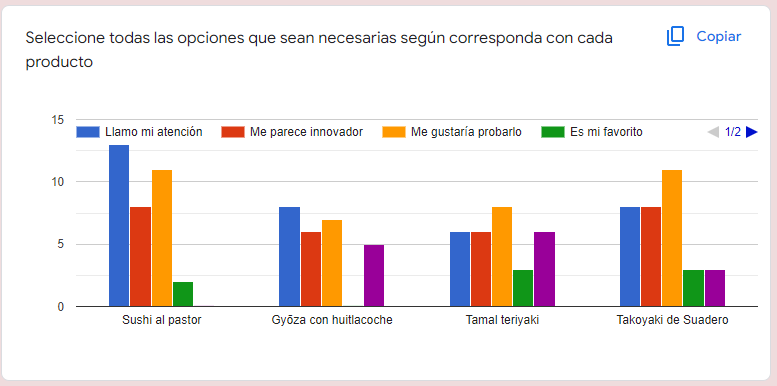 Seleccione todas las opciones que sean necesarias según corresponda con cada
producto
Copiar
15
Llamo mi atención
Me parece innovador
Me gustaría probarlo
Es mi favorito
1/2
10
5
0
Sushi al pastor
Gyōza con huitlacoche
Tamal teriyaki
Takoyaki de Suadero